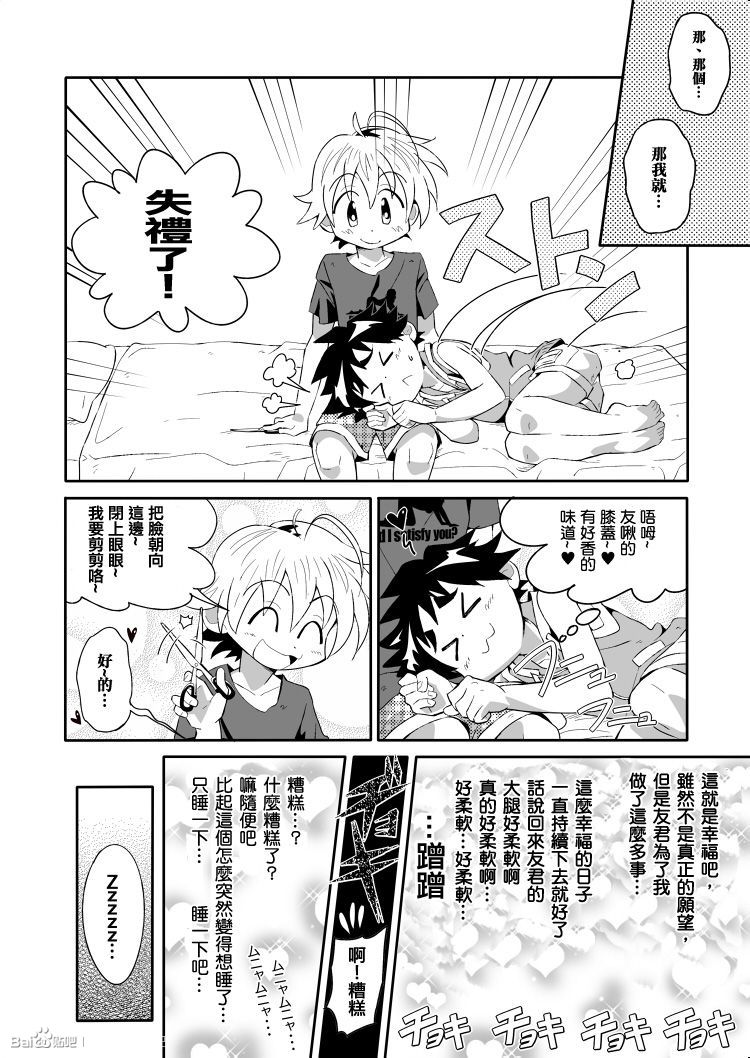 那、那個…
那我就…
失禮了！
ストン
唔姆~
友啾的
膝蓋~♥
有好香的
味道~♥
d I satisfy you?
把臉朝向
這邊~
閉上眼眼~
我要剪剪咯~
好~的…
這就是幸福吧，
雖然不是真正的願望，
但是友君為了我
做了這麼多事…
這麼幸福的日子
一直持續下去就好了
話說回來友君的
大腿好柔軟啊
真的好柔軟啊…
好柔軟…好柔軟…
…蹭蹭
チョキ
チョキ
チョキ
チョキ
啊！糟糕
糟糕…？
什麼糟糕了？
嘛隨便吧
比起這個怎麼突然變得想睡了…
只睡一下…
睡一下吧…
ムニャムニャ…
ムニャムニャ…
NNNNN…
Bai 贴吧